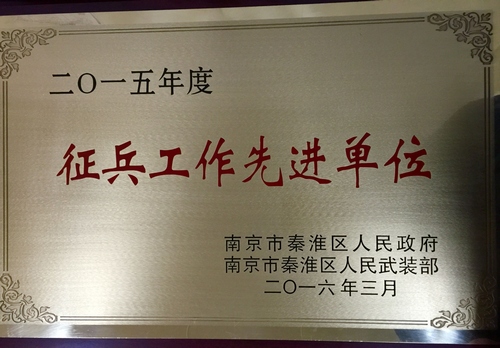 二〇一五年度
征兵工作先进单位
南京市秦淮区人民政府
南京市秦淮区人民武装部
二〇一六年三月